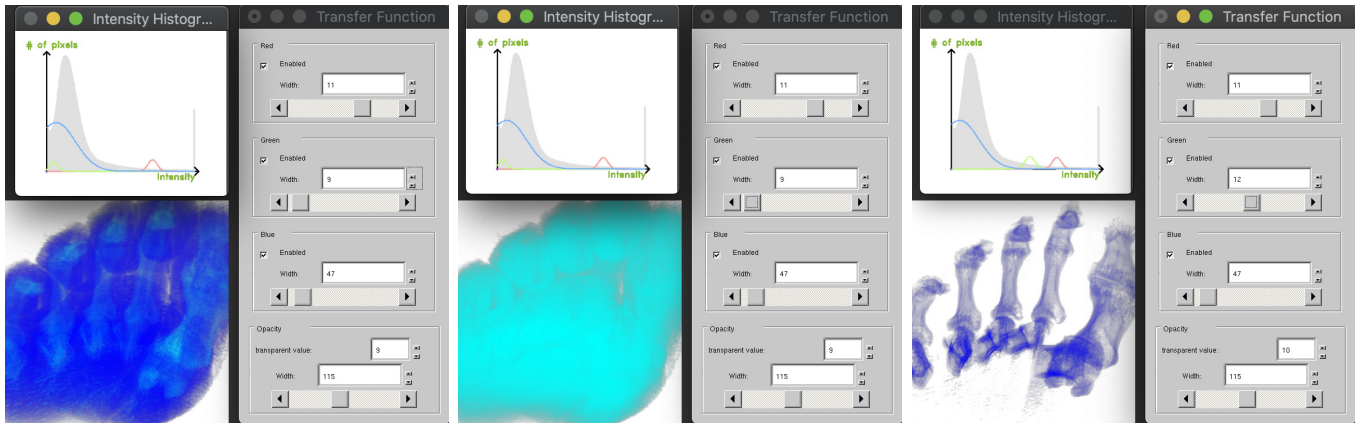 Intensity Histogr...
# of pixels
Intensity
Transfer Function
Red
Enabled
Width: 11
Green
Enabled
Width: 9
Blue
Enabled
Width: 47
Opacity
transparent value: 9
Width: 115
Intensity Histogr...
# of pixels
Intensity
Transfer Function
Red
Enabled
Width: 11
Green
Enabled
Width: 9
Blue
Enabled
Width: 47
Opacity
transparent value: 9
Width: 115
Intensity Histogr...
# of pixels
Intensity
Transfer Function
Red
Enabled
Width: 11
Green
Enabled
Width: 12
Blue
Enabled
Width: 47
Opacity
transparent value: 10
Width: 115